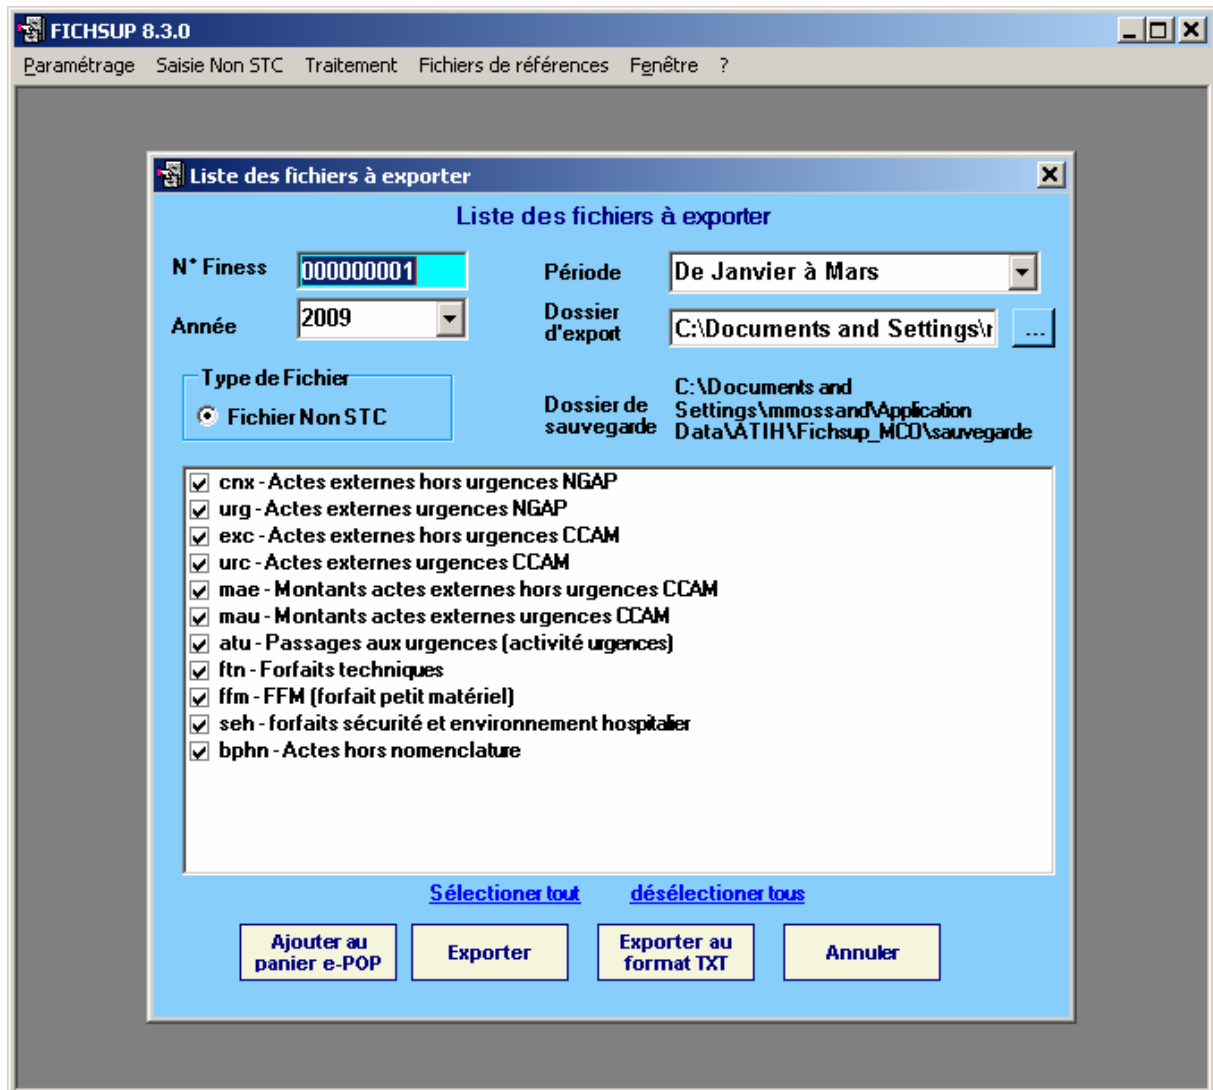 FICHSUP 8.3.0
Paramétrage Saisie Non STC Traitement Fichiers de références Fenêtre ?
Liste des fichiers à exporter
Liste des fichiers à exporter
N° Finess 000000001 Période De Janvier à Mars
Année 2009 Dossier d'export C:\Documents and Settings\r ...
Type de Fichier
Fichier Non STC
Dossier de sauvegarde
C:\Documents and
Settings\mmossand\Application
Data\ATIH\Fichsup_MCO\sauvegarde
cnx - Actes externes hors urgences NGAP
urg - Actes externes urgences NGAP
exc - Actes externes hors urgences CCAM
urc - Actes externes urgences CCAM
mae - Montants actes externes hors urgences CCAM
mau - Montants actes externes urgences CCAM
atu - Passages aux urgences (activité urgences)
ftn - Forfaits techniques
ffm - FFM (forfait petit matériel)
seh - forfaits sécurité et environnement hospitalier
bphn - Actes hors nomenclature
Sélectioner tout désélectioner tous
Ajouter au panier e-POP
Exporter
Exporter au format TXT
Annuler